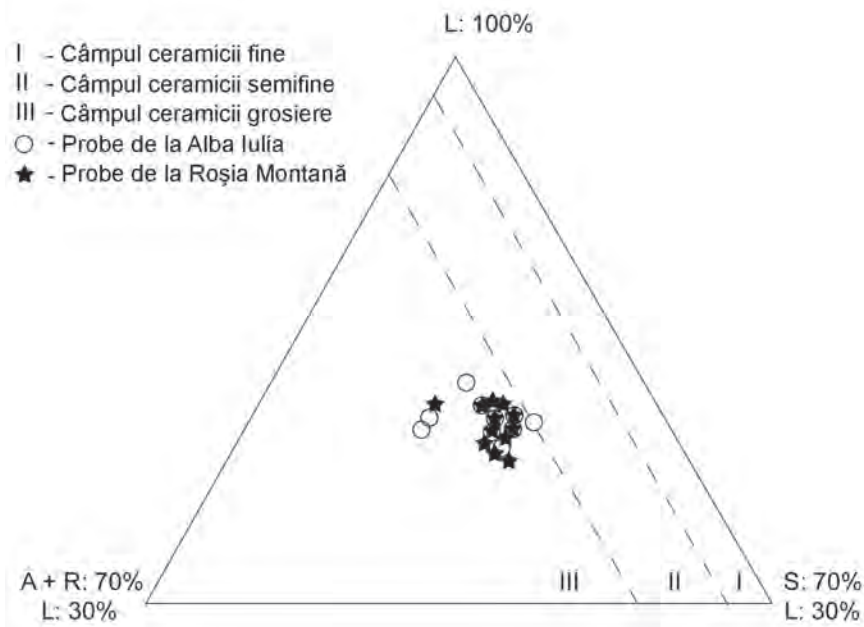 L: 100%
I - Câmpul ceramicii fine
II - Câmpul ceramicii semifine
III - Câmpul ceramicii grosiere
- Probe de la Alba Iulia
- Probe de la Roşia Montană
A + R: 70%
L: 30%
III
II
I
S: 70%
L: 30%